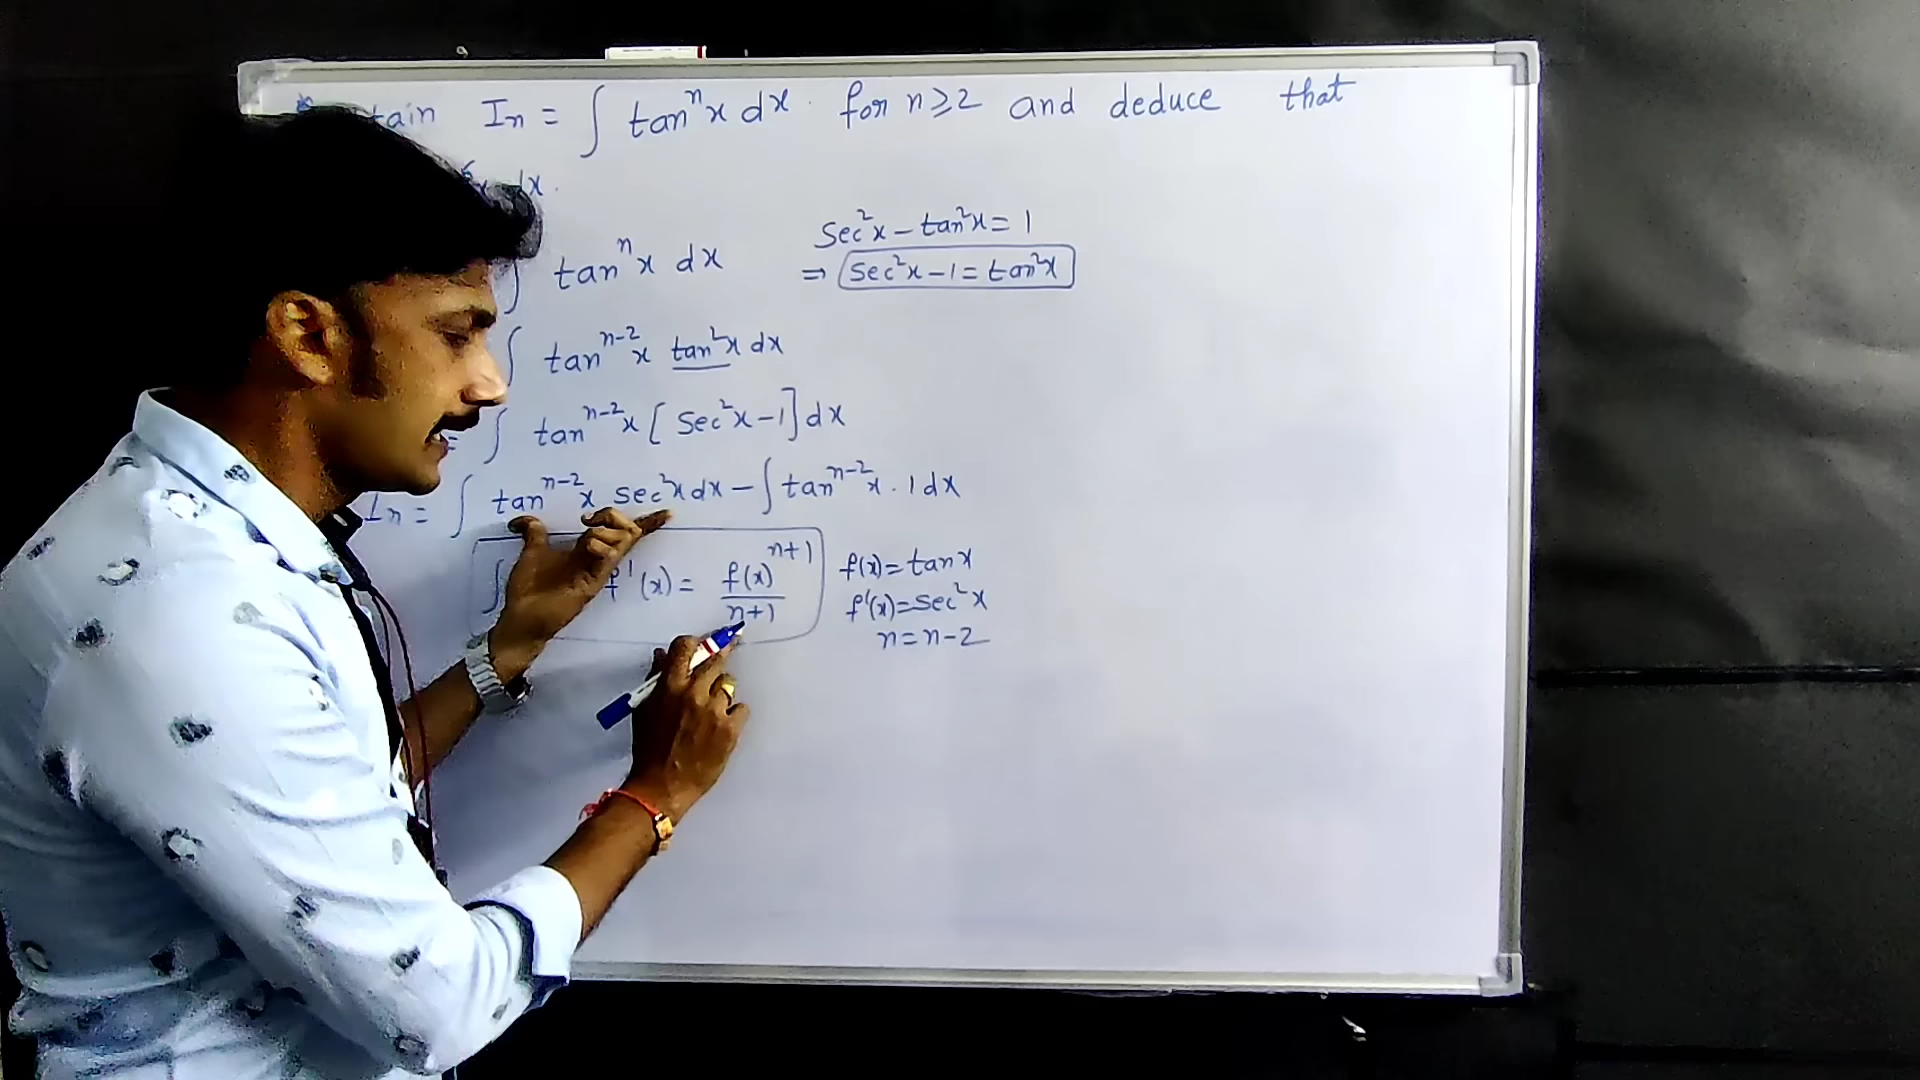 tain Iₙ = ∫ tanⁿx dx. for n≥2 and deduce that
⁶x dx.
∫ tanⁿx dx
sec²x − tan²x = 1
⇒ sec²x − 1 = tan²x
∫ tanⁿ⁻²x tan²x dx
= ∫ tanⁿ⁻²x [sec²x − 1] dx
Iₙ = ∫ tanⁿ⁻²x sec²x dx − ∫ tanⁿ⁻²x . 1 dx
∫ f'(x) = f(x)ⁿ⁺¹ / n+1
f(x) = tan x
f'(x) = sec²x
n = n−2